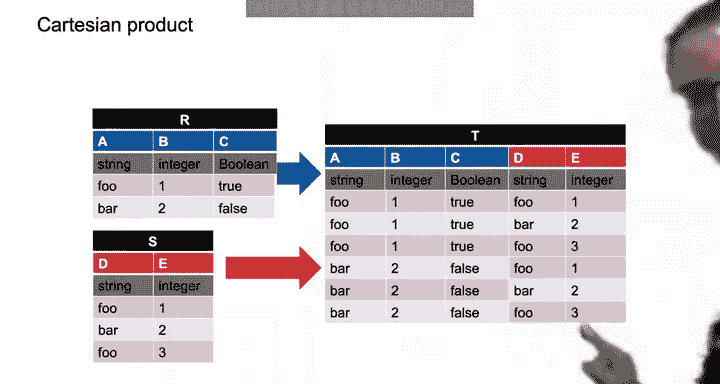 Cartesian product
R
A B C
string integer Boolean
foo 1 true
bar 2 false
S
D E
string integer
foo 1
bar 2
foo 3
T
A B C D E
string integer Boolean string integer
foo 1 true foo 1
foo 1 true bar 2
foo 1 true foo 3
bar 2 false foo 1
bar 2 false bar 2
bar 2 false foo 3